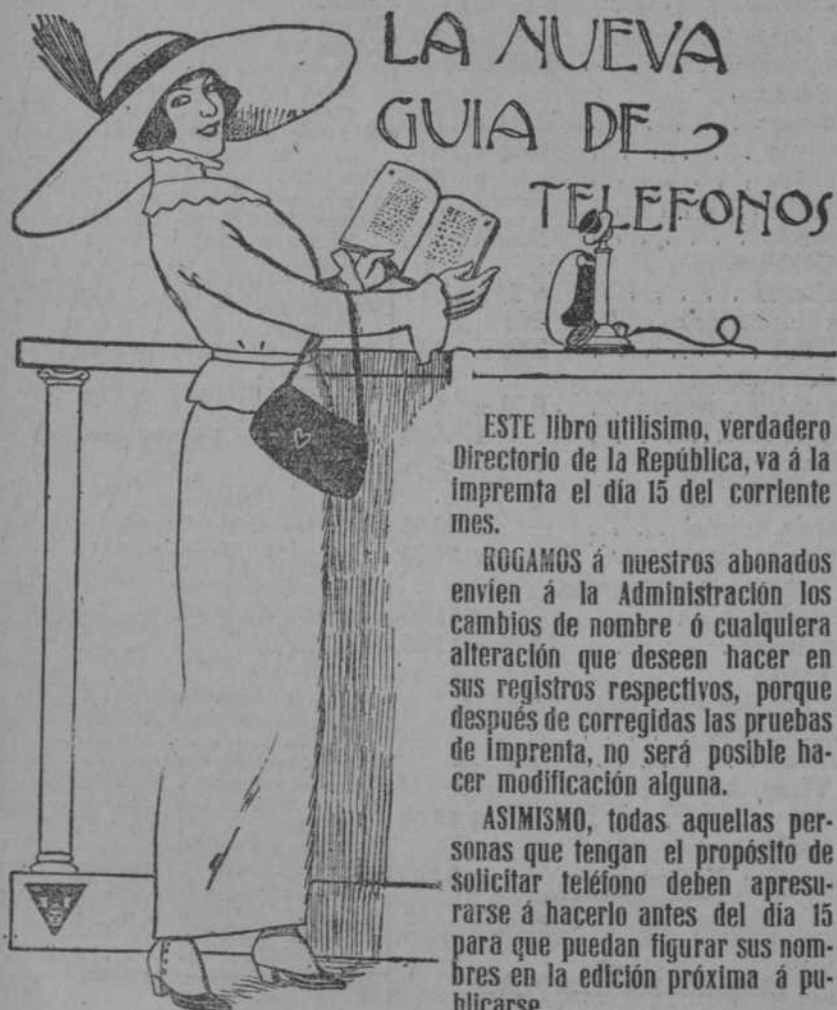 LA NUEVA
GUIA DE
TELEFONOS
ESTE libro utilisimo, verdadero
Directorio de la República, va á la
impremta el día 15 del corriente
mes.
ROGAMOS á nuestros abonados
envíen á la Administración los
cambios de nombre ó cualquiera
alteración que deseen hacer en
sus registros respectivos, porque
después de corregidas las pruebas
de imprenta, no será posible ha-
cer modificación alguna.
ASIMISMO, todas aquellas per-
sonas que tengan el propósito de
solicitar teléfono deben apresu-
rarse á hacerlo antes del día 15
para que puedan figurar sus nom-
bres en la edición próxima á pu-
blicarse